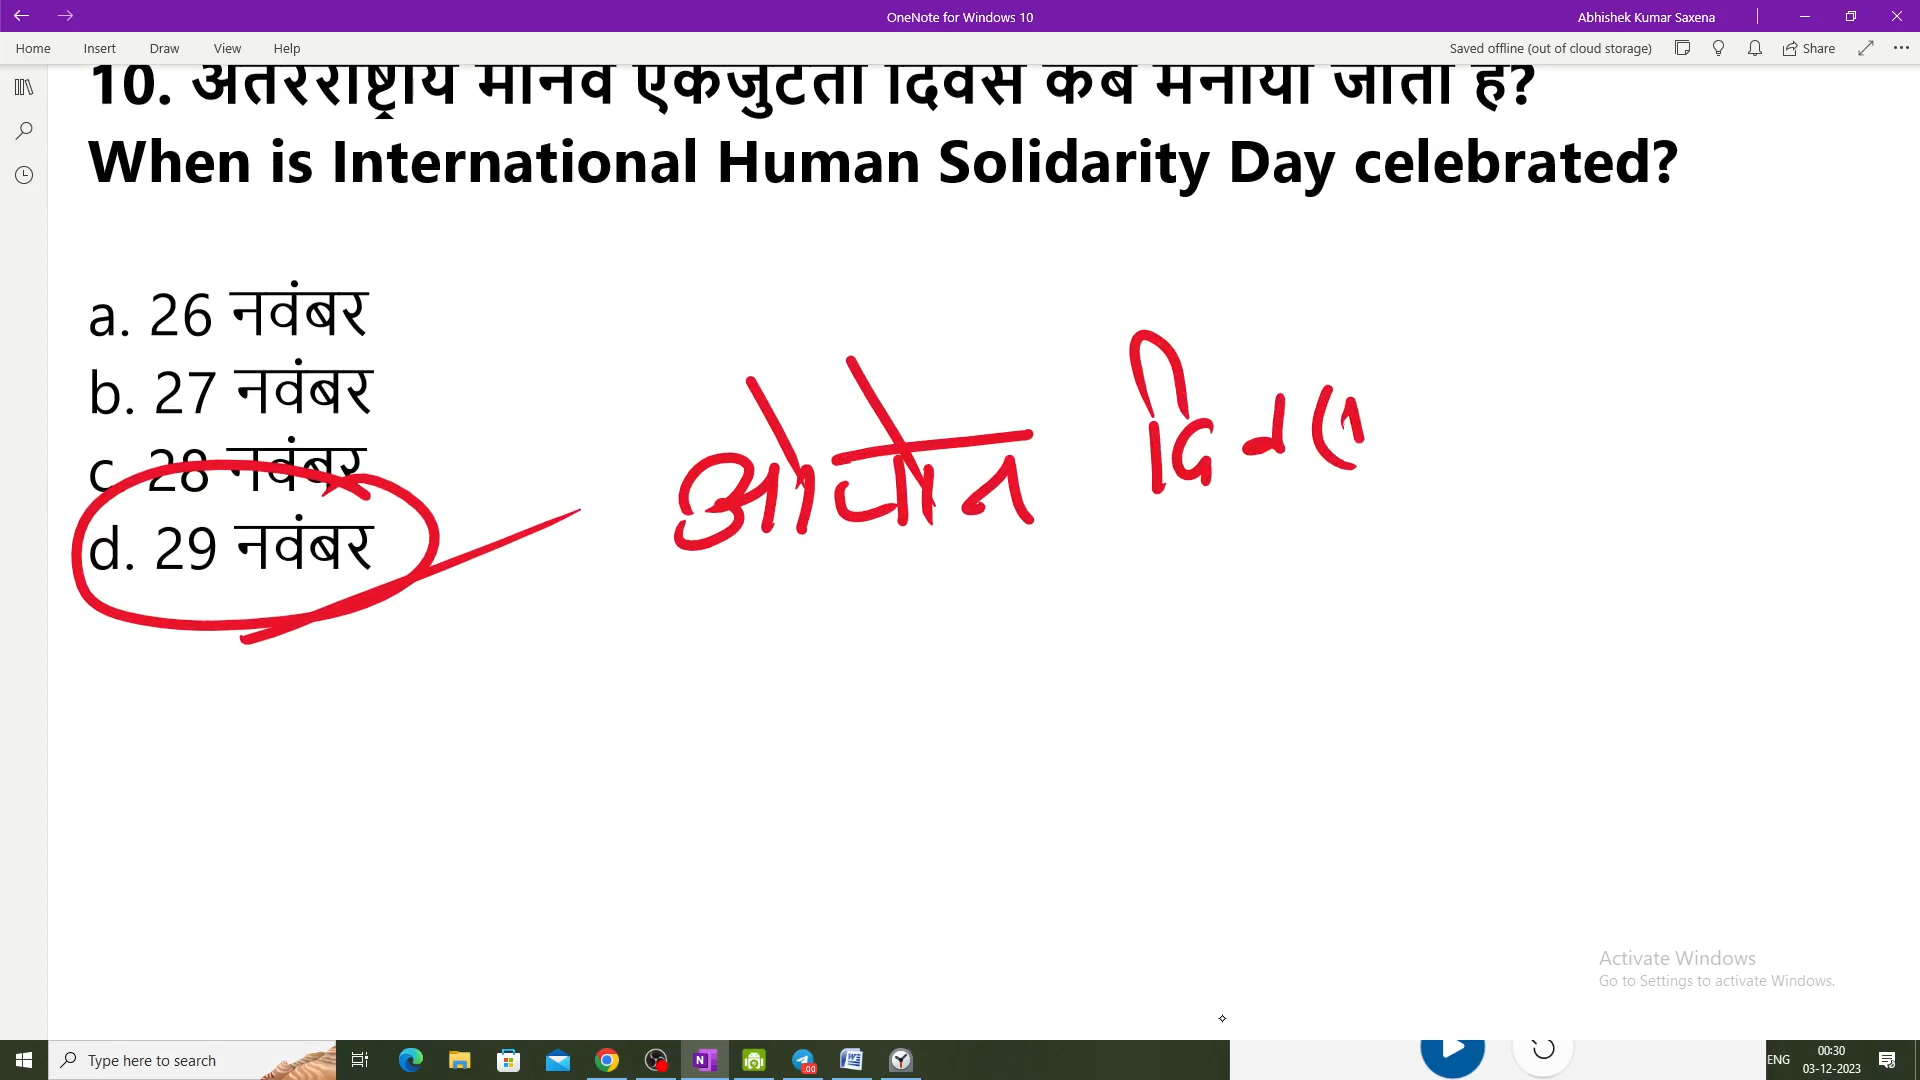 OneNote for Windows 10
Abhishek Kumar Saxena
Home Insert Draw View Help
Saved offline (out of cloud storage) Share
10. अंतरराष्ट्रीय मानव एकजुटता दिवस कब मनाया जाता है?
When is International Human Solidarity Day celebrated?
a. 26 नवंबर
b. 27 नवंबर
c. 28 नवंबर
d. 29 नवंबर
Activate Windows
Go to Settings to activate Windows.
Type here to search
ENG
00:30
03-12-2023